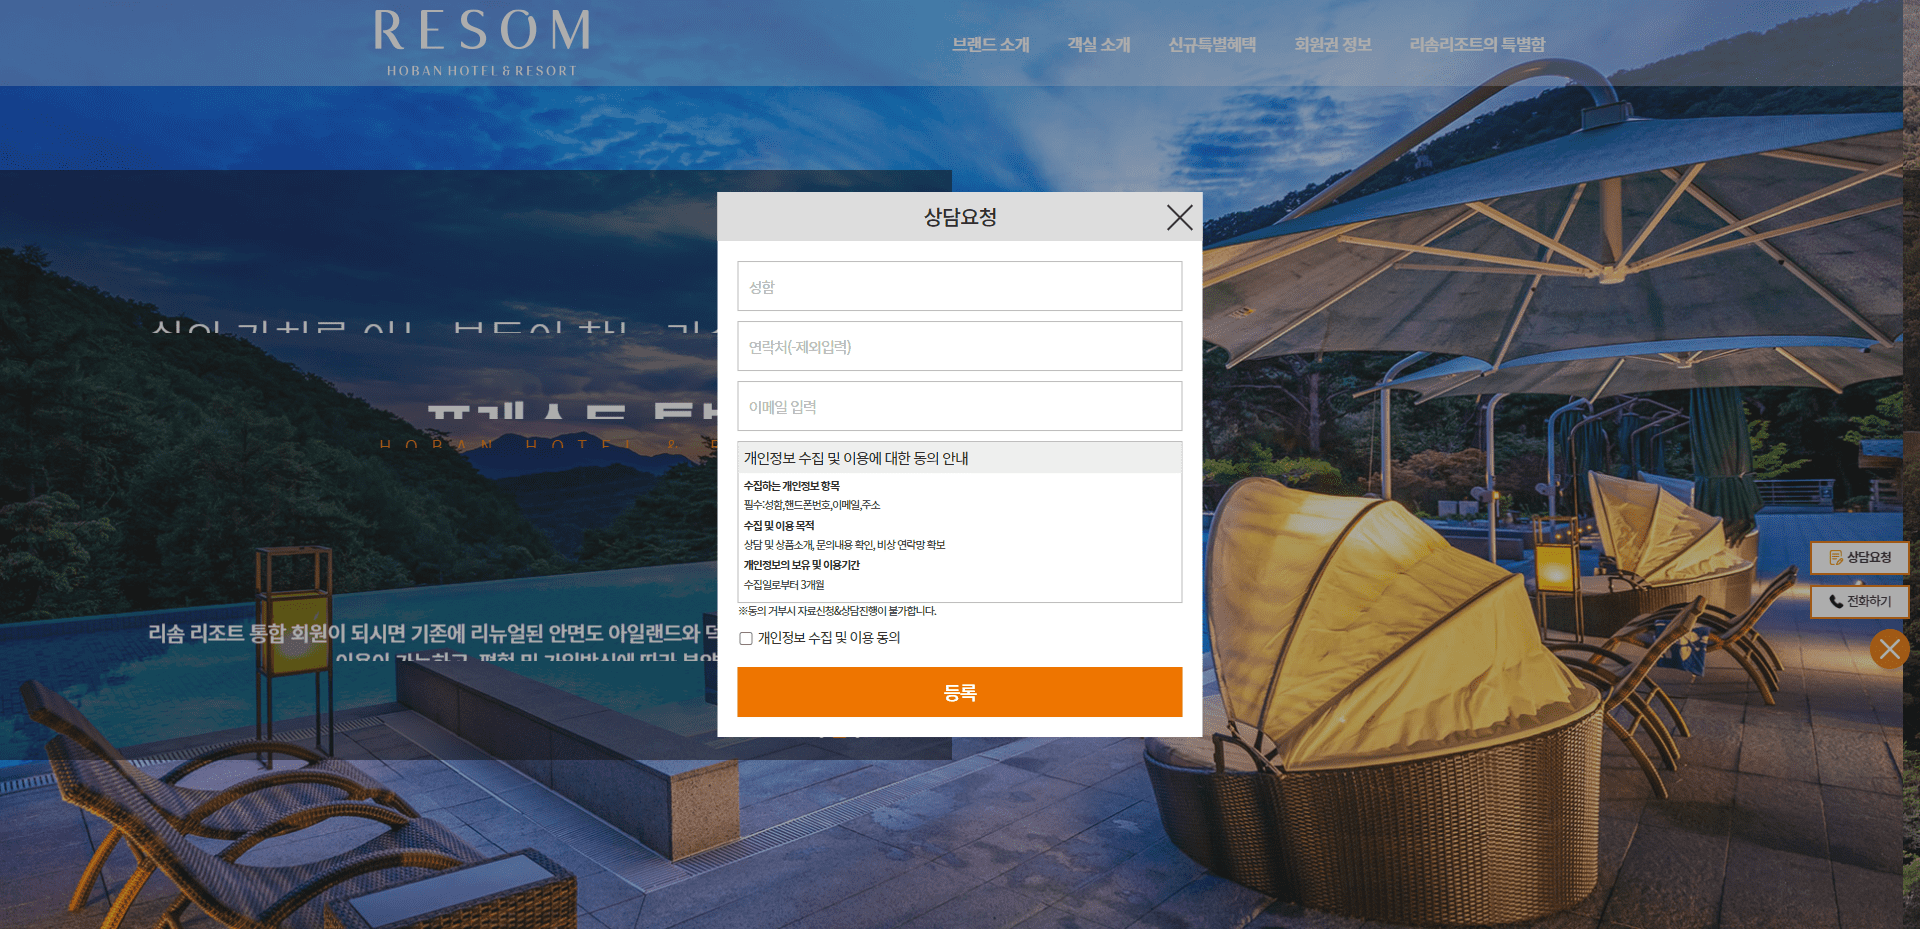 RESOM
HOBAN HOTEL & RESORT
브랜드 소개
객실 소개
신규특별혜택
회원권 정보
리솜리조트의 특별함
HOBAN HOTEL &
리솜 리조트 통합 회원이 되시면 기존에 리뉴얼된 안면도 아일랜드와
상담요청
성함
연락처(-제외입력)
이메일 입력
개인정보 수집 및 이용에 대한 동의 안내
수집하는 개인정보 항목
필수:성함,핸드폰번호,이메일,주소
수집 및 이용 목적
상담 및 상품소개, 문의내용 확인, 비상 연락망 확보
개인정보의 보유 및 이용기간
수집일로부터 3개월
※동의 거부시 자료신청&상담진행이 불가합니다.
개인정보 수집 및 이용 동의
등록
상담요청
전화하기